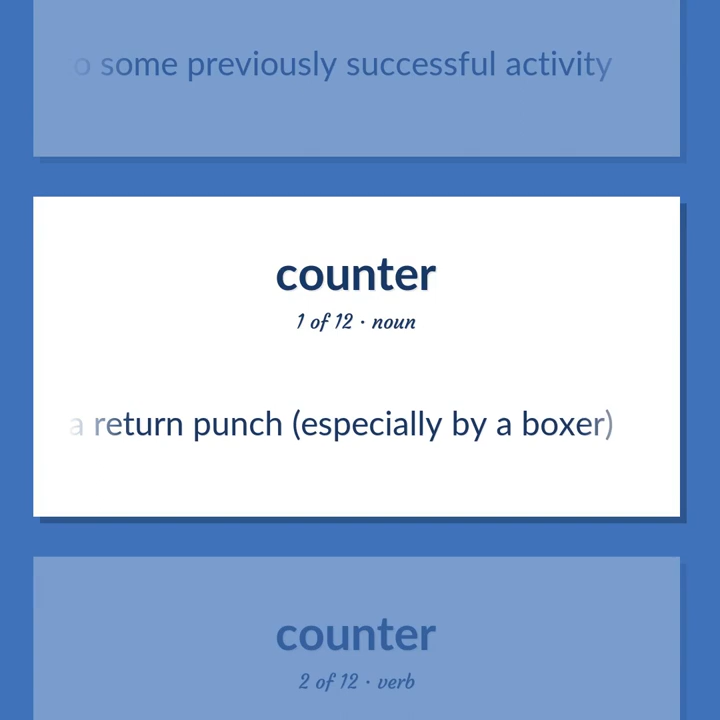 some previously successful activity
counter
1 of 12 · noun
a return punch (especially by a boxer)
counter
2 of 12 · verb